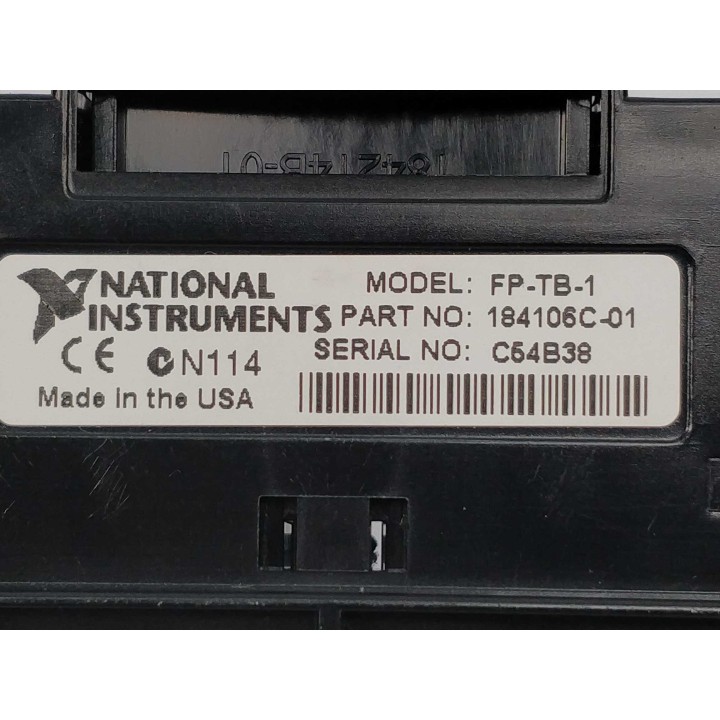 184214B-01
NATIONAL
INSTRUMENTS
MODEL: FP-TB-1
PART NO: 184106C-01
SERIAL NO: C54B38
CE N114
Made in the USA